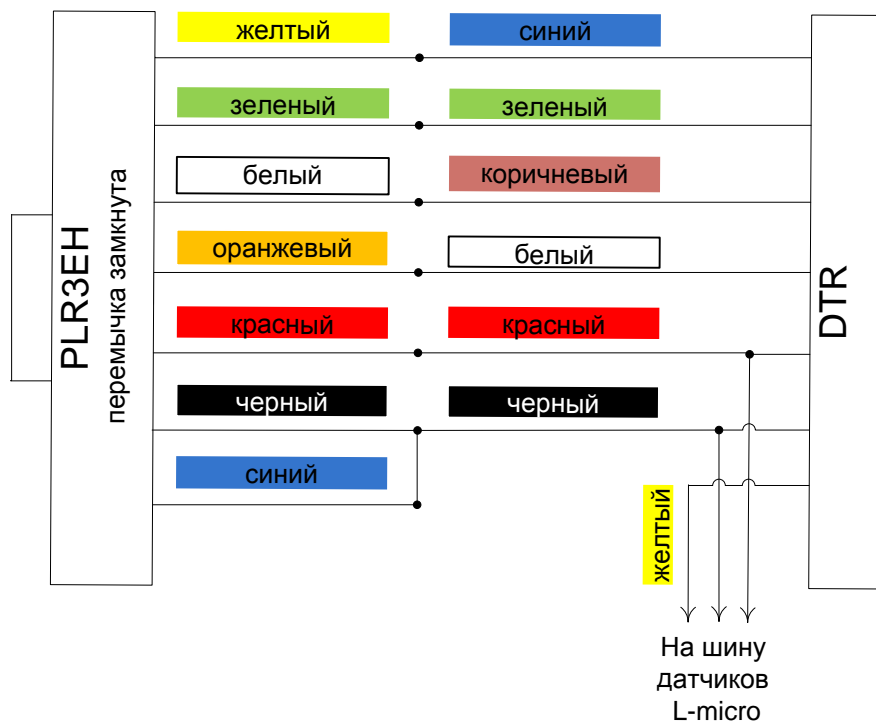 желтый
синий
зеленый
зеленый
белый
коричневый
оранжевый
белый
красный
красный
черный
черный
синий
PLR3EH
перемычка замкнута
DTR
желтый
На шину
датчиков
L-micro